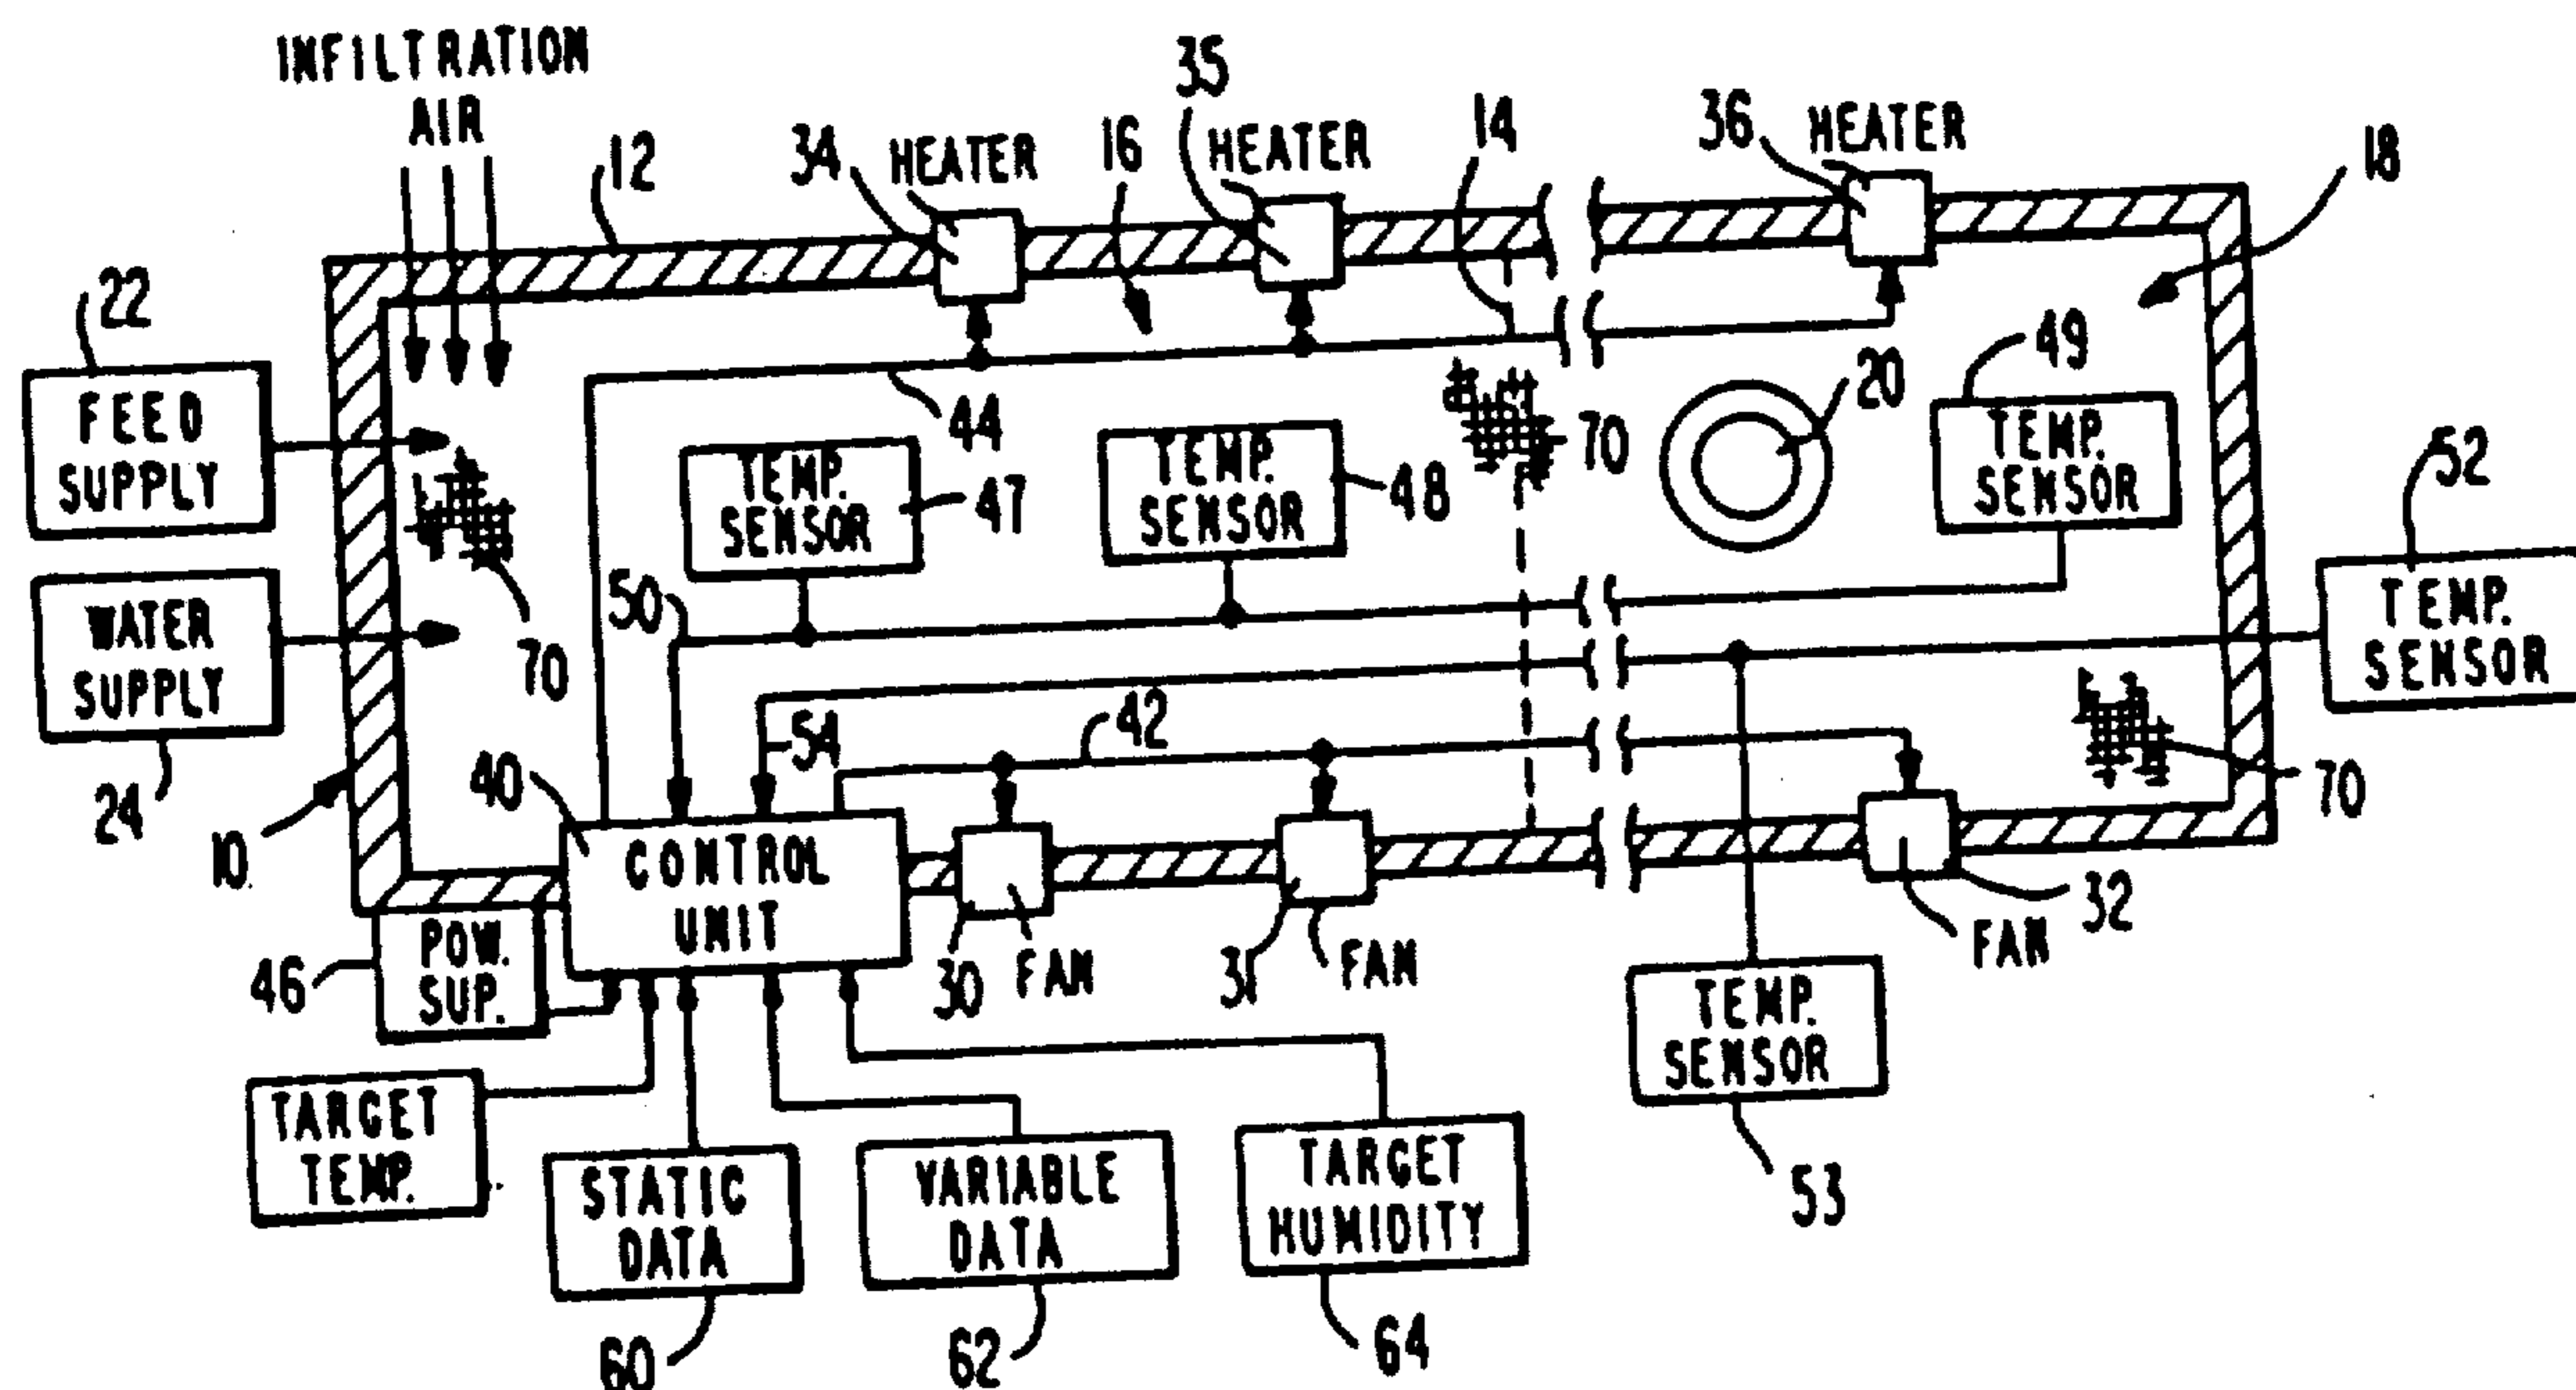 INFILTRATION
AIR
12
34
HEATER
16
35
HEATER
14
36
HEATER
18
22
FEED
SUPPLY
44
70
20
49
TEMP.
SENSOR
47
TEMP.
SENSOR
48
TEMP.
SENSOR
52
TEMP.
SENSOR
WATER
SUPPLY
24
70
50
54
42
70
10
40
CONTROL
UNIT
46
POW.
SUP.
30
FAN
31
FAN
32
FAN
TEMP.
SENSOR
53
TARGET
TEMP.
STATIC
DATA
60
VARIABLE
DATA
62
TARGET
HUMIDITY
64